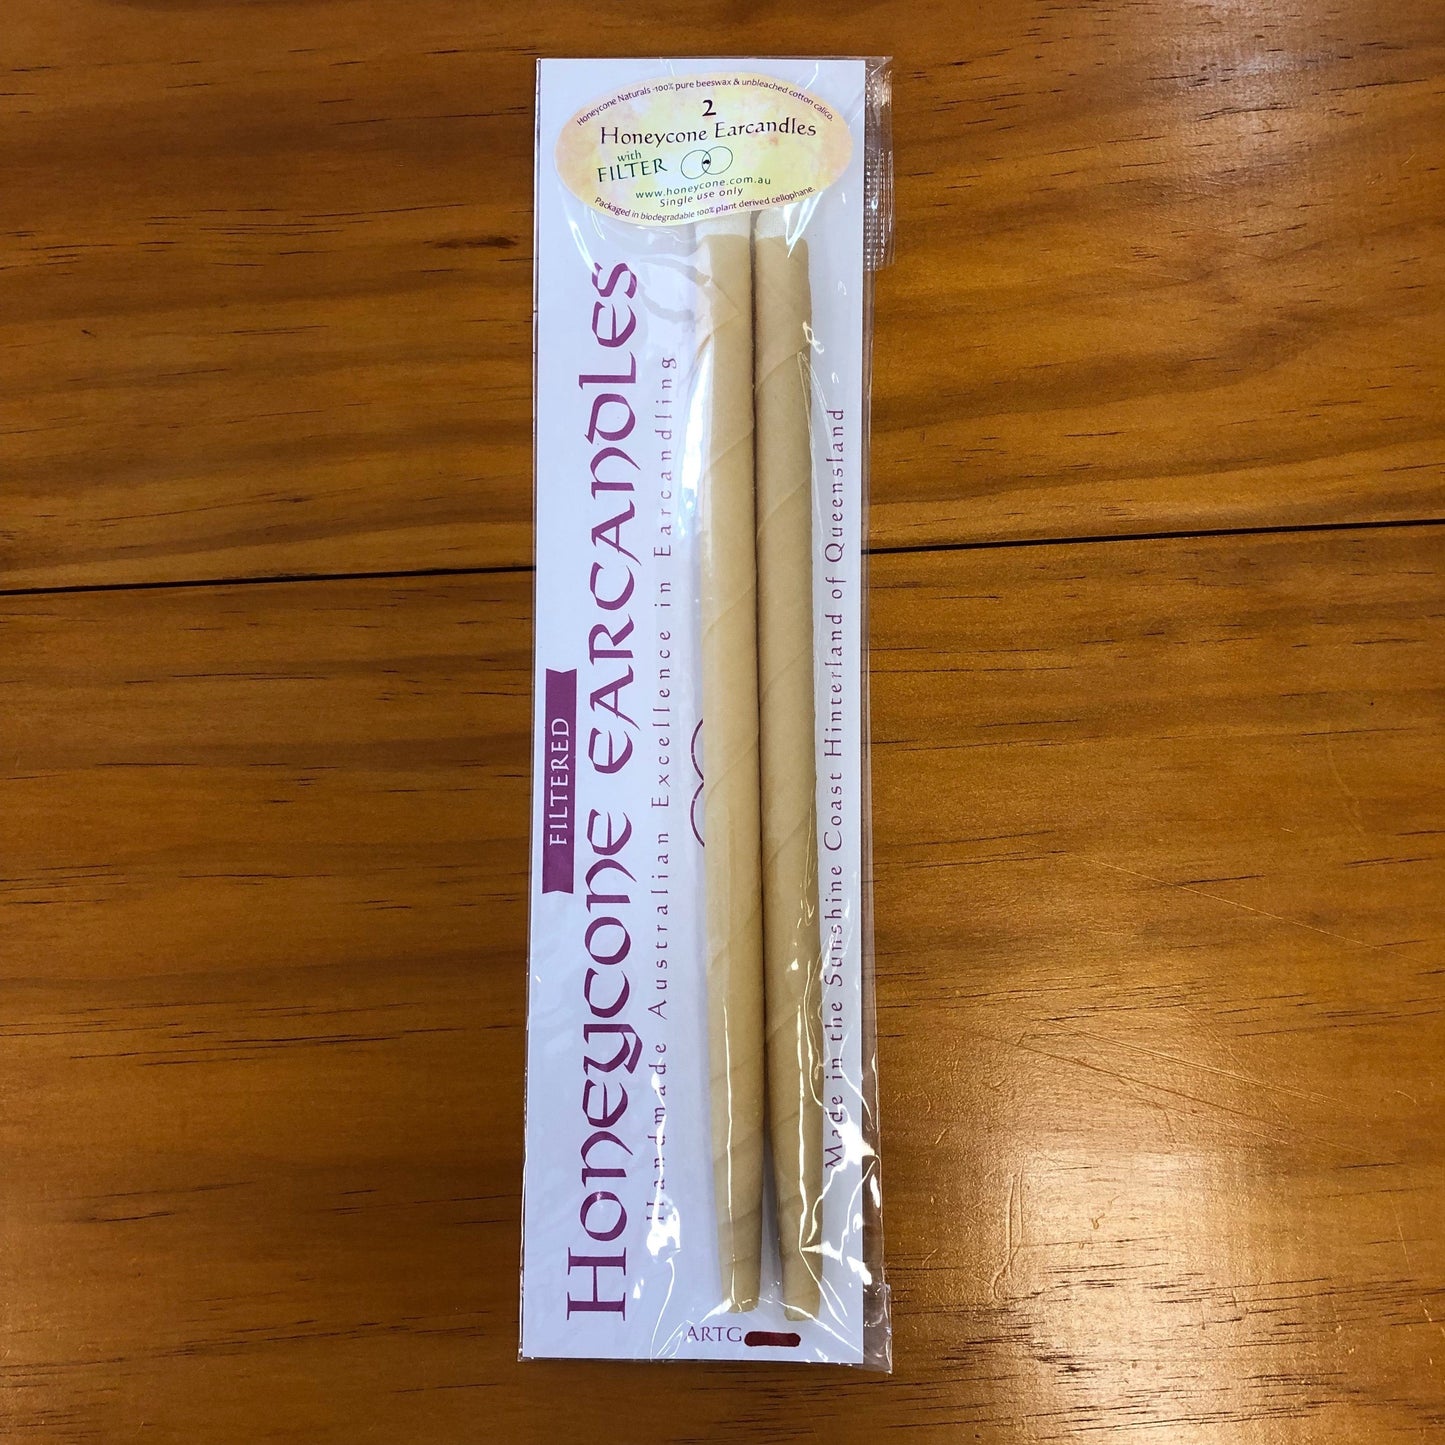 Honeycone Naturals -100% pure beeswax & unbleached cotton calico.
2
Honeycone Earcandles
with
FILTER
www.honeycone.com.au
Single use only
Packaged in biodegradable 100% plant derived cellophane.
FILTERED
Honeycone Earcandles
Handmade Australian Excellence in Earcandling
Made in the Sunshine Coast Hinterland of Queensland
ARTG